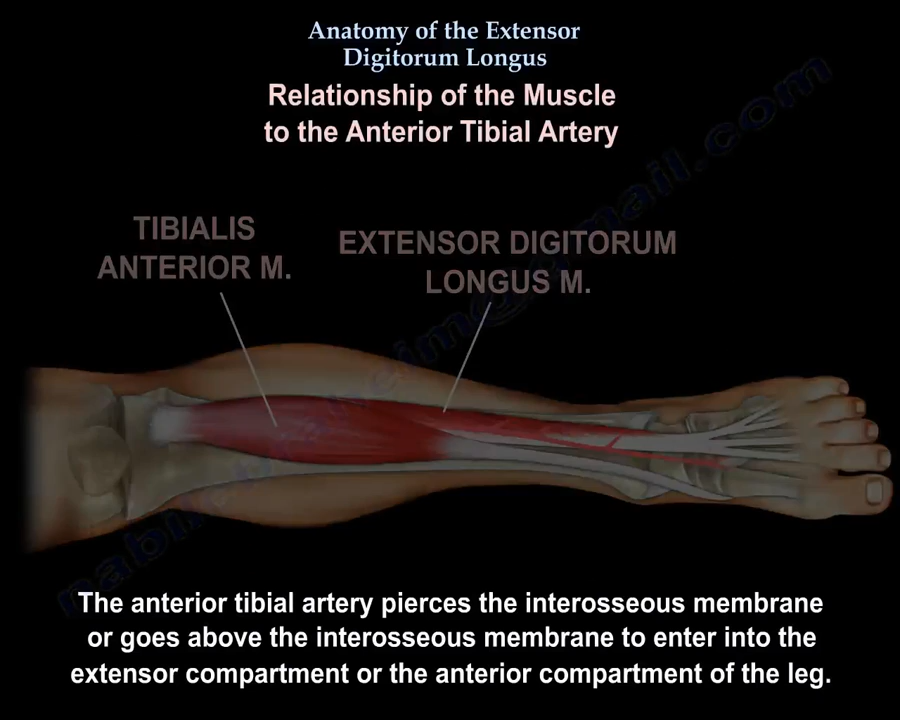 Anatomy of the Extensor
Digitorum Longus
Relationship of the Muscle
to the Anterior Tibial Artery
TIBIALIS
ANTERIOR M.
EXTENSOR DIGITORUM
LONGUS M.
The anterior tibial artery pierces the interosseous membrane
or goes above the interosseous membrane to enter into the
extensor compartment or the anterior compartment of the leg.